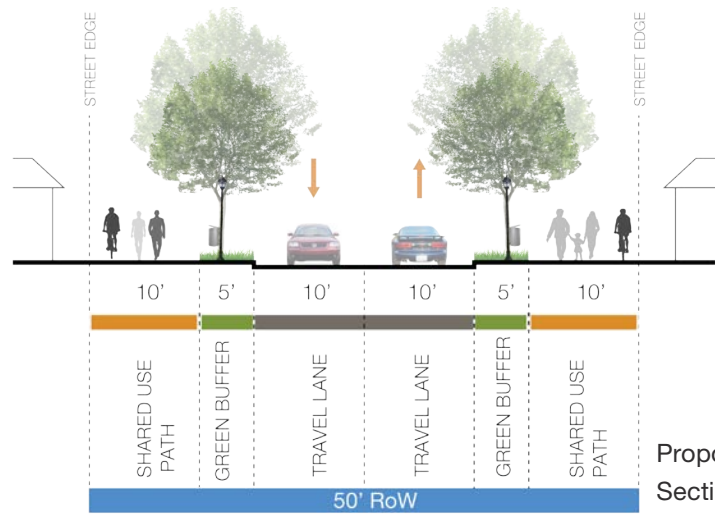 STREET EDGE
STREET EDGE
10’ 5’ 10’ 10’ 5’ 10’
SHARED USE
PATH
GREEN BUFFER
TRAVEL LANE
TRAVEL LANE
GREEN BUFFER
SHARED USE
PATH
50’ RoW